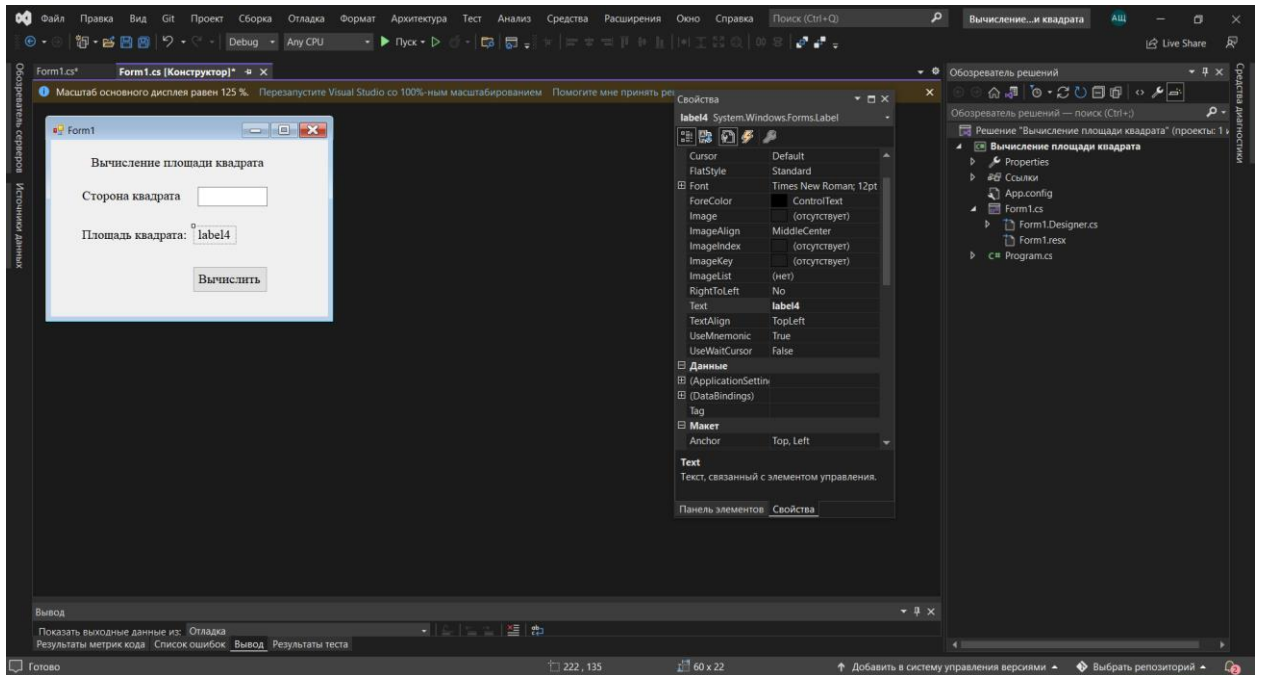 Файл Правка Вид Git Проект Сборка Отладка Формат Архитектура Тест Анализ Средства Расширения Окно Справка Поиск (Ctrl+Q) Вычисление...и квадрата АЩ
Debug Any CPU Пуск Live Share
Обозреватель серверов
Источники данных
Form1.cs* Form1.cs [Конструктор]*
Масштаб основного дисплея равен 125 %. Перезапустите Visual Studio со 100%-ным масштабированием Помогите мне принять ре
Form1
Вычисление площади квадрата
Сторона квадрата
Площадь квадрата: label4
Вычислить
Свойства
label4 System.Windows.Forms.Label
Cursor Default
FlatStyle Standard
Font Times New Roman; 12pt
ForeColor ControlText
Image (отсутствует)
ImageAlign MiddleCenter
ImageIndex (отсутствует)
ImageKey (отсутствует)
ImageList (нет)
RightToLeft No
Text label4
TextAlign TopLeft
UseMnemonic True
UseWaitCursor False
Данные
(ApplicationSettin
(DataBindings)
Tag
Макет
Anchor Top, Left
Text
Текст, связанный с элементом управления.
Панель элементов Свойства
Обозреватель решений
Обозреватель решений — поиск (Ctrl+;)
Решение "Вычисление площади квадрата" (проекты: 1 и
Вычисление площади квадрата
Properties
Ссылки
App.config
Form1.cs
Form1.Designer.cs
Form1.resx
C# Program.cs
Средства диагностики
Вывод
Показать выходные данные из: Отладка
Результаты метрик кода Список ошибок Вывод Результаты теста
Готово 222 , 135 60 x 22 Добавить в систему управления версиями Выбрать репозиторий 2